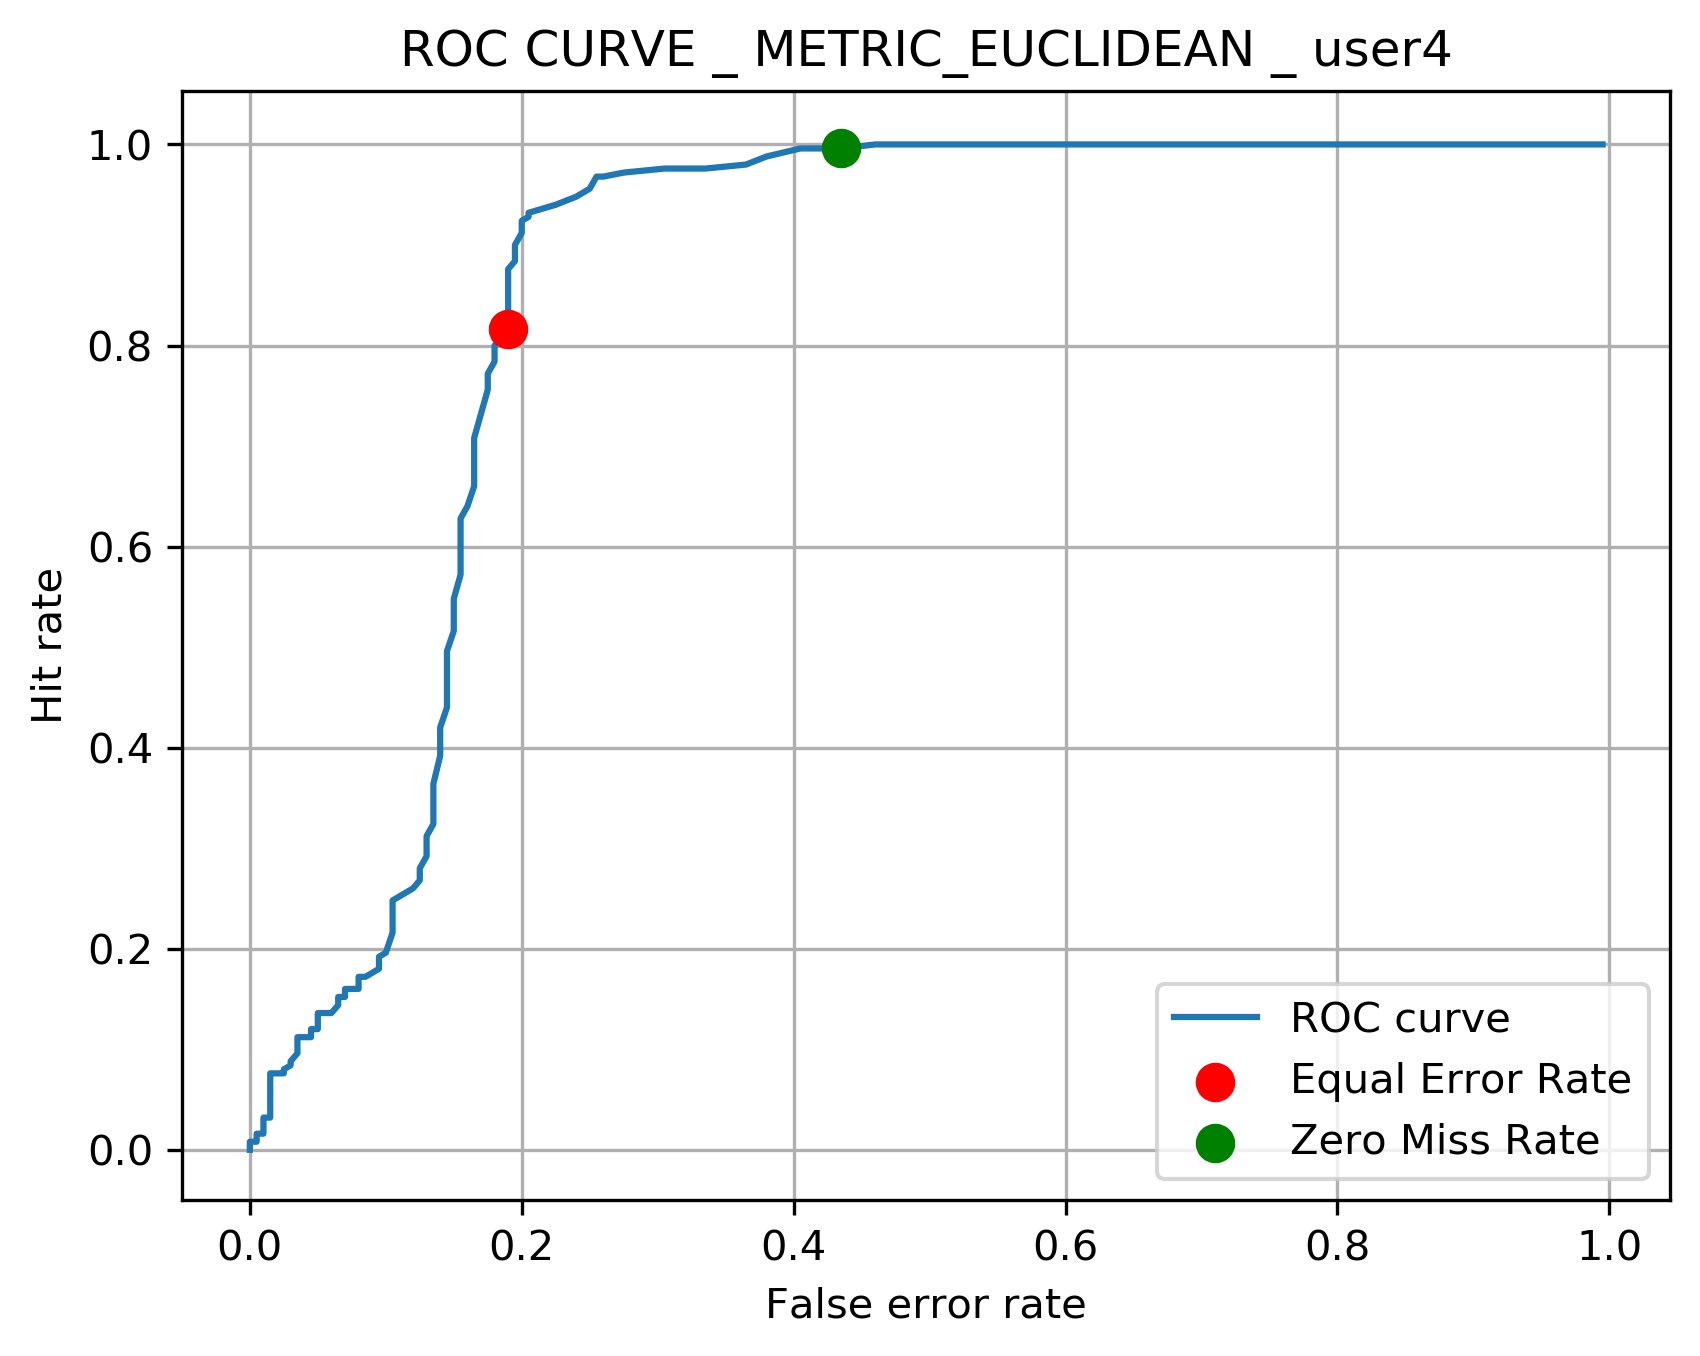 ROC CURVE _ METRIC_EUCLIDEAN _ user4
1.0
0.8
0.6
0.4
0.2
0.0
Hit rate
ROC curve
Equal Error Rate
Zero Miss Rate
0.0 0.2 0.4 0.6 0.8 1.0
False error rate